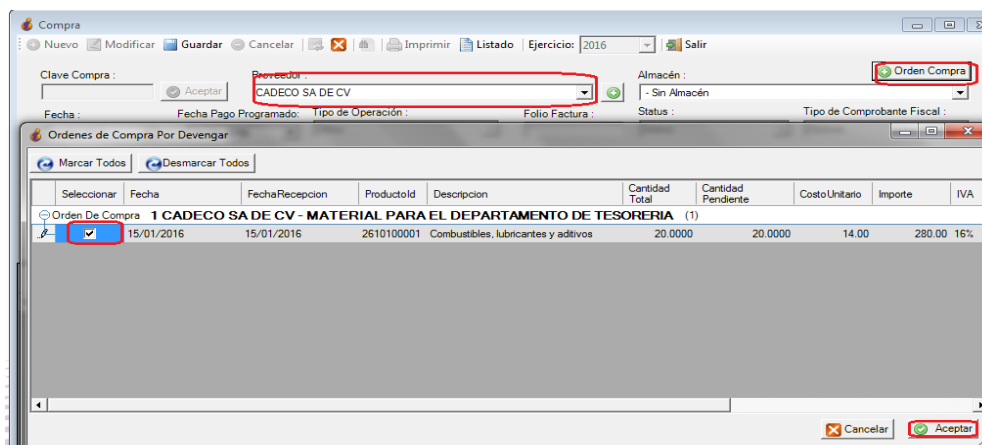 Compra
Nuevo Modificar Guardar Cancelar Imprimir Listado Ejercicio: 2016 Salir
Orden Compra
Clave Compra : Proveedor : Almacén :
Aceptar CADECO SA DE CV - Sin Almacén
Fecha : Fecha Pago Programado: Tipo de Operación : Folio Factura : Status : Tipo de Comprobante Fiscal :
Ordenes de Compra Por Devengar
Marcar Todos Desmarcar Todos
Seleccionar Fecha FechaRecepcion ProductoId Descripcion Cantidad Total Cantidad Pendiente CostoUnitario Importe IVA
Orden De Compra 1 CADECO SA DE CV - MATERIAL PARA EL DEPARTAMENTO DE TESORERIA (1)
15/01/2016 15/01/2016 2610100001 Combustibles, lubricantes y aditivos 20.0000 20.0000 14.00 280.00 16%
Cancelar Aceptar